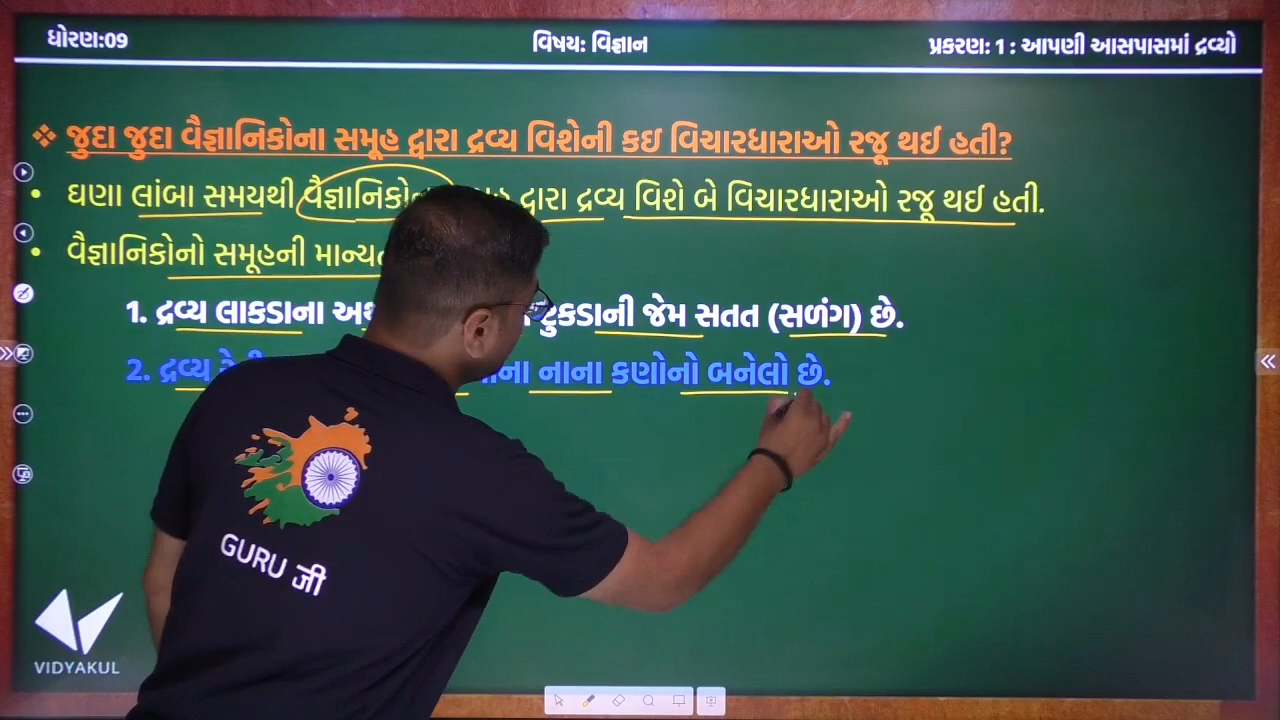 ધોરણ:09
વિષય: વિજ્ઞાન
પ્રકરણ: 1 : આપણી આસપાસમાં દ્રવ્યો
❖ જુદા જુદા વૈજ્ઞાનિકોના સમૂહ દ્વારા દ્રવ્ય વિશેની કઇ વિચારધારાઓ રજૂ થઈ હતી?
• ઘણા લાંબા સમયથી દ્વારા દ્રવ્ય વિશે બે વિચારધારાઓ રજૂ થઈ હતી.
• વૈજ્ઞાનિકોનો સમૂહની
1. દ્રવ્ય લાકડાના ટુકડાની જેમ સતત (સળંગ) છે.
2. દ્રવ્ય નાના કણોનો બનેલો છે.
GURU जी
VIDYAKUL